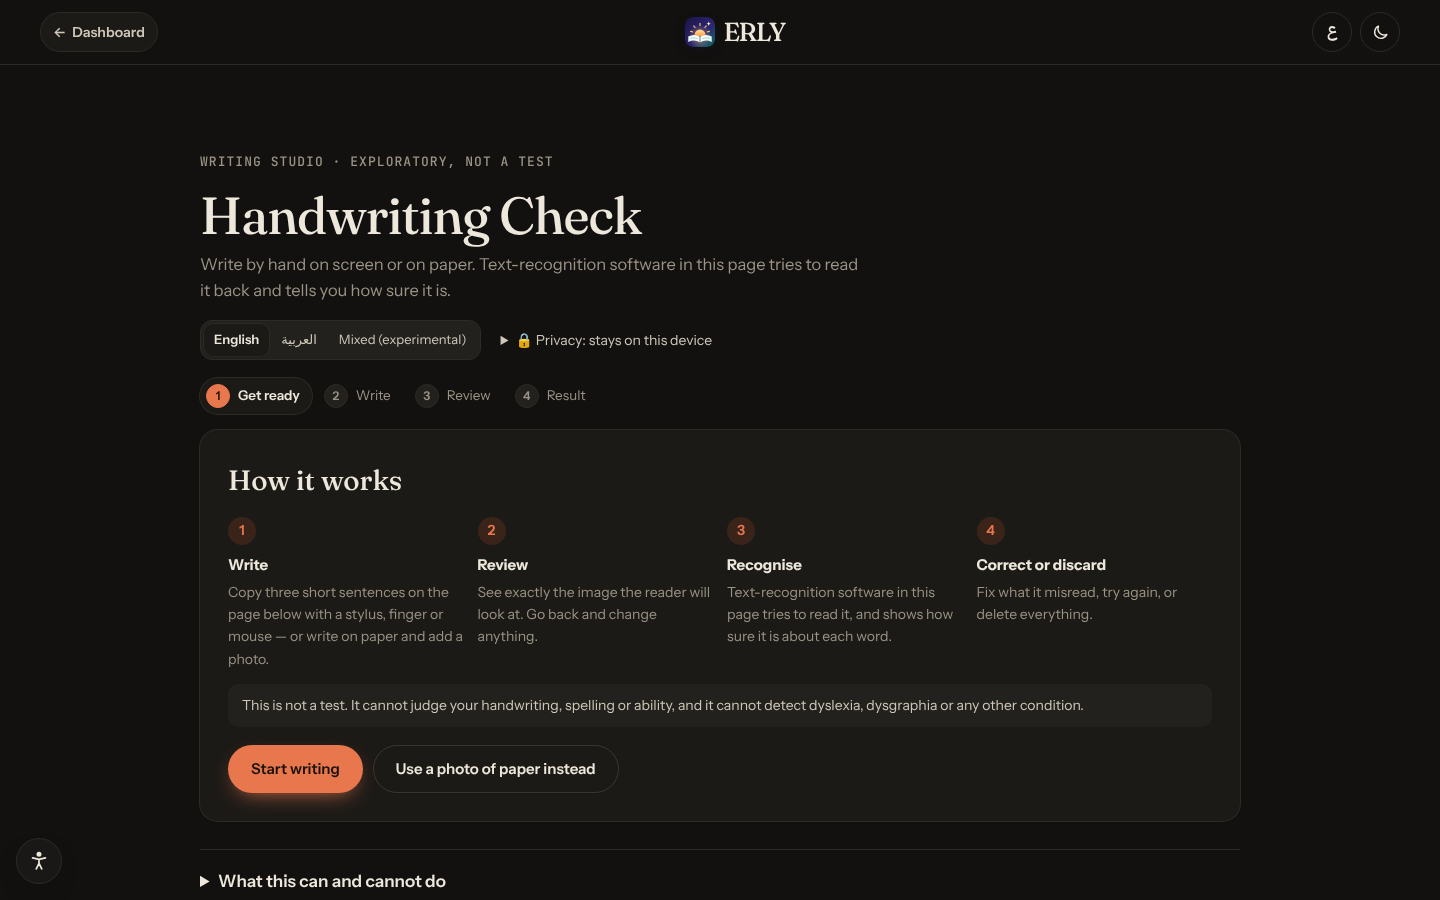 ← Dashboard
ERLY
ع
WRITING STUDIO · EXPLORATORY, NOT A TEST
Handwriting Check
Write by hand on screen or on paper. Text-recognition software in this page tries to read
it back and tells you how sure it is.
English العربية Mixed (experimental)
▶ 🔒 Privacy: stays on this device
1 Get ready 2 Write 3 Review 4 Result
How it works
1
Write
Copy three short sentences on the
page below with a stylus, finger or
mouse — or write on paper and add a
photo.
2
Review
See exactly the image the reader will
look at. Go back and change
anything.
3
Recognise
Text-recognition software in this
page tries to read it, and shows how
sure it is about each word.
4
Correct or discard
Fix what it misread, try again, or
delete everything.
This is not a test. It cannot judge your handwriting, spelling or ability, and it cannot detect dyslexia, dysgraphia or any other condition.
Start writing
Use a photo of paper instead
▶ What this can and cannot do